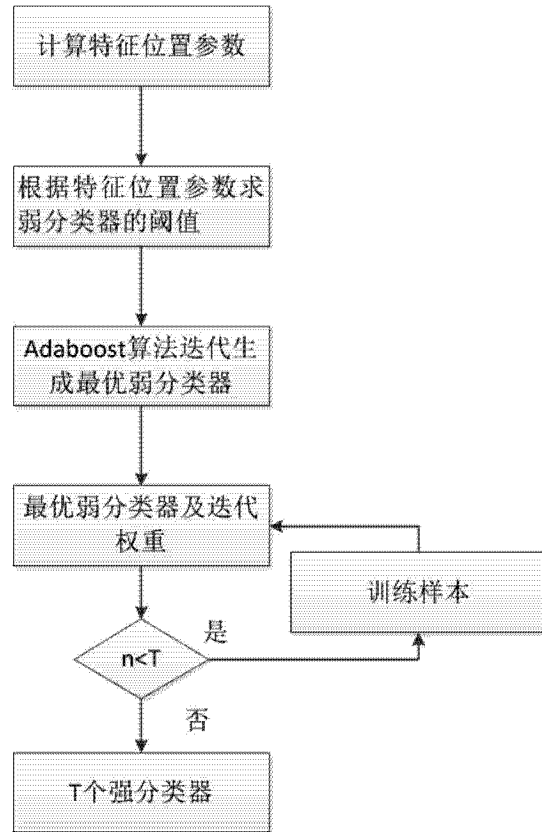 计算特征位置参数
根据特征位置参数求
弱分类器的阈值
Adaboost算法迭代生
成最优弱分类器
最优弱分类器及迭代
权重
训练样本
是
n<T
否
T个强分类器